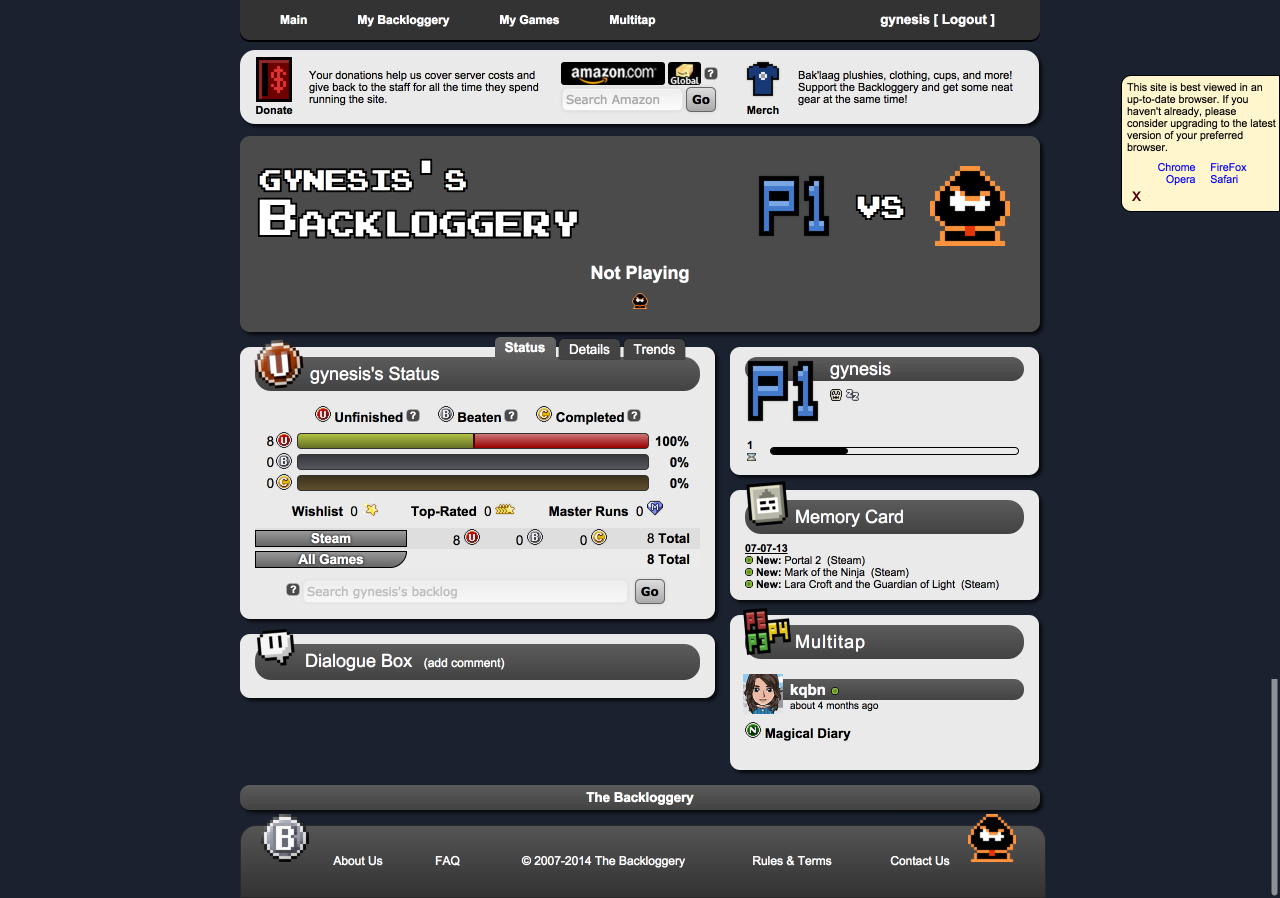 Main My Backloggery My Games Multitap gynesis [ Logout ]
Donate
Your donations help us cover server costs and
give back to the staff for all the time they spend
running the site.
amazon.com Global ?
Search Amazon Go
Merch
Bak'laag plushies, clothing, cups, and more!
Support the Backloggery and get some neat
gear at the same time!
This site is best viewed in an
up-to-date browser. If you
haven't already, please
consider upgrading to the latest
version of your preferred
browser.
Chrome FireFox
Opera Safari
X
GYNESIS'S
BACKLOGGERY
P1 VS
Not Playing
Status Details Trends
U gynesis's Status
U Unfinished ? B Beaten ? C Completed ?
8 U 100%
0 B 0%
0 C 0%
Wishlist 0 Top-Rated 0 Master Runs 0 M
Steam 8 U 0 B 0 C 8 Total
All Games 8 Total
? Search gynesis's backlog Go
Dialogue Box (add comment)
P1 gynesis
1
Memory Card
07-07-13
New: Portal 2 (Steam)
New: Mark of the Ninja (Steam)
New: Lara Croft and the Guardian of Light (Steam)
P2 P4 P3 Multitap
kqbn
about 4 months ago
N Magical Diary
The Backloggery
B About Us FAQ © 2007-2014 The Backloggery Rules & Terms Contact Us